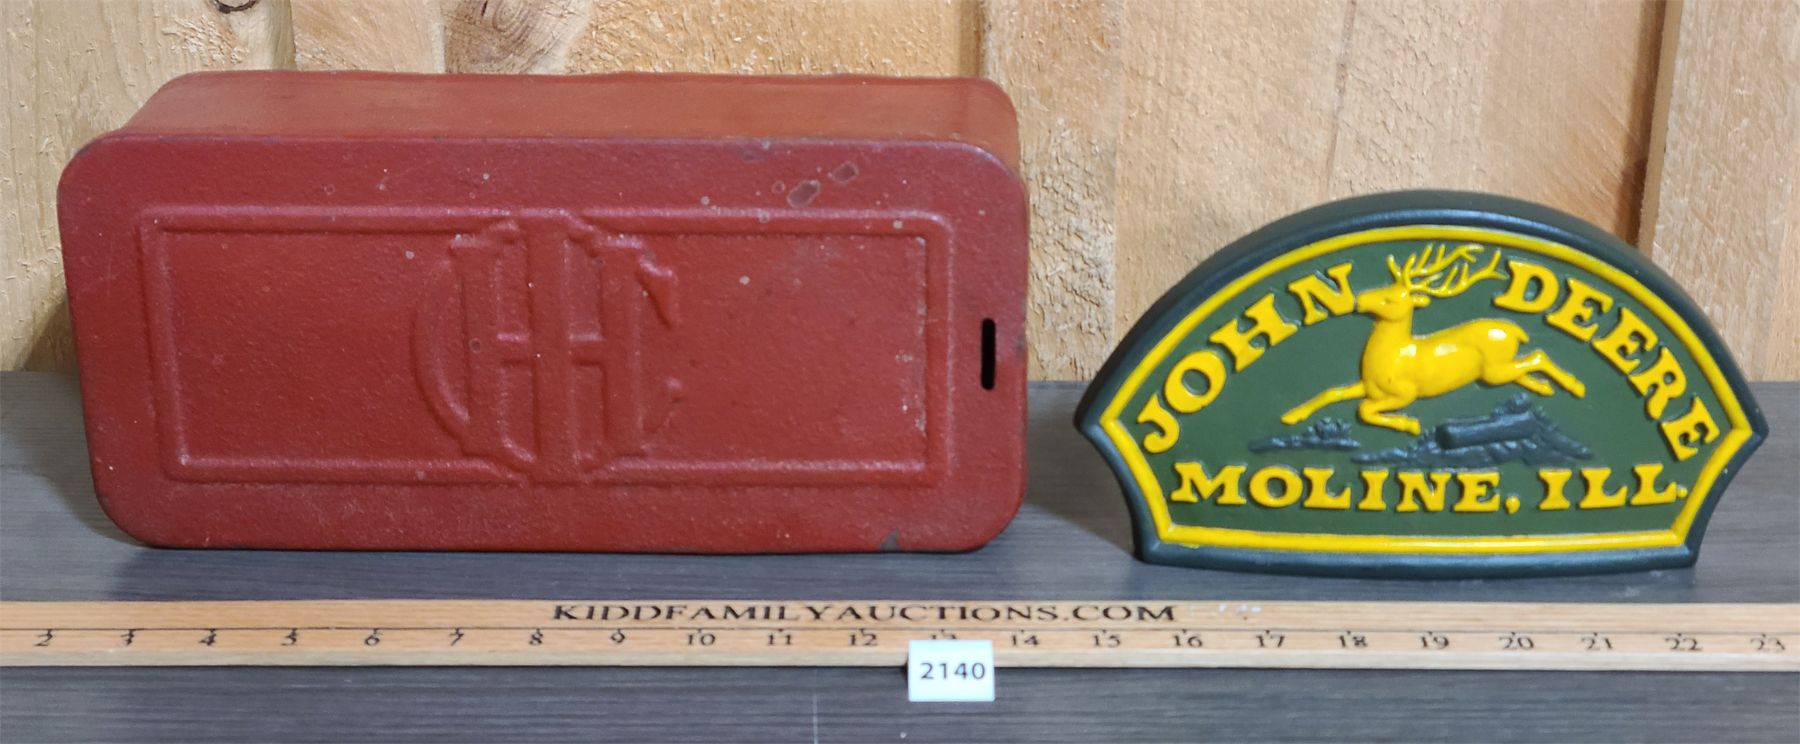 IHC
JOHN DEERE
MOLINE, ILL.
KIDDFAMILYAUCTIONS.COM
2 3 4 5 6 7 8 9 10 11 12 13 14 15 16 17 18 19 20 21 22 23
2140